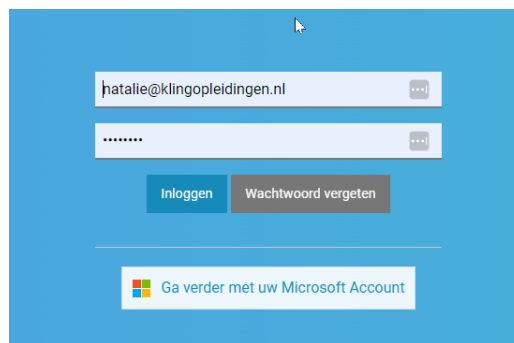 natalie@klingopleidingen.nl
••••••••
Inloggen
Wachtwoord vergeten
Ga verder met uw Microsoft Account